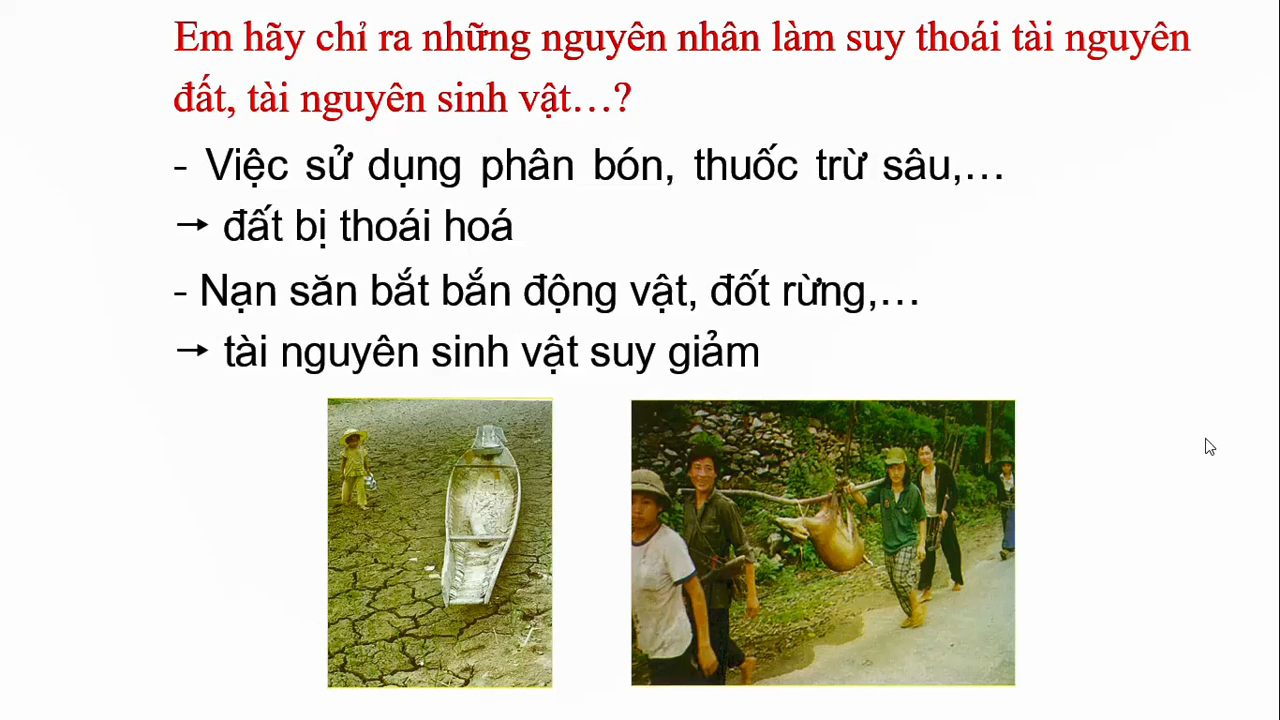 Em hãy chỉ ra những nguyên nhân làm suy thoái tài nguyên
đất, tài nguyên sinh vật…?
- Việc sử dụng phân bón, thuốc trừ sâu,…
→ đất bị thoái hoá
- Nạn săn bắt bắn động vật, đốt rừng,…
→ tài nguyên sinh vật suy giảm